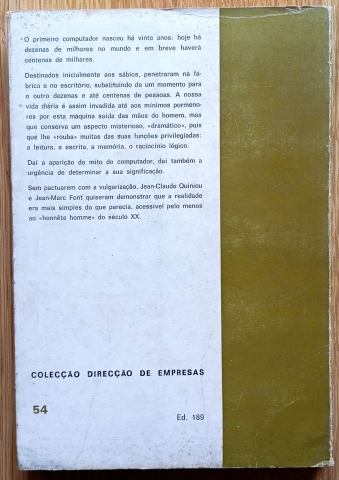 O primeiro computador nasceu há vinte anos: hoje há
dezenas de milhares no mundo e em breve haverá
centenas de milhares.
Destinados inicialmente aos sábios, penetraram na fá-
brica e no escritório, substituindo de um momento para
o outro dezenas e até centenas de pessoas. A nossa
vida diária é assim invadida até aos mínimos pormeno-
res por esta máquina saída das mãos do homem, mas
que conserva um aspecto misterioso, «dramático», pois
que lhe «rouba» muitas das suas funções privilegiadas:
a leitura, a escrita, a memória, o raciocínio lógico.
Daí a aparição do mito do computador, daí também a
urgência de determinar a sua significação.
Sem pactuarem com a vulgarização, Jean-Claude Quiniou
e Jean-Marc Font quiseram demonstrar que a realidade
era mais simples do que parecia, acessível pelo menos
ao «honnête homme» do século XX.
COLECÇÃO DIRECÇÃO DE EMPRESAS
54
Ed. 189